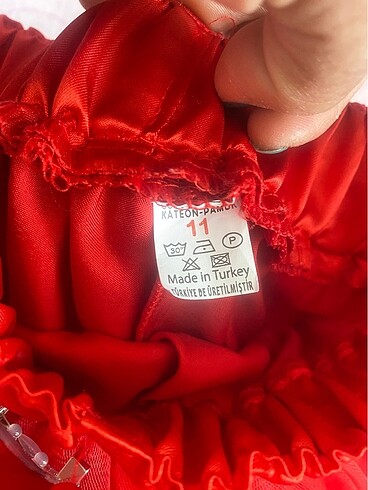 KATEON-PAMUK
11
30°
P
Made in Turkey
TÜRKİYE DE ÜRETİLMİŞTİR